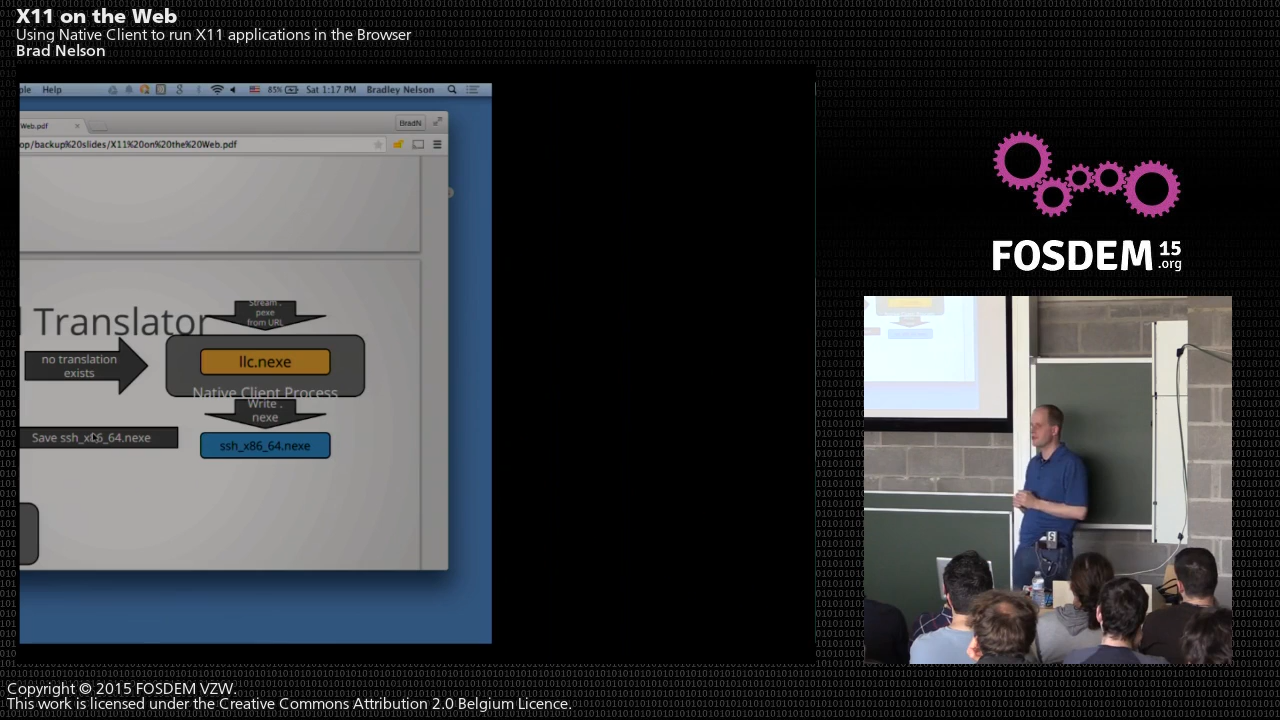 X11 on the Web
Using Native Client to run X11 applications in the Browser
Brad Nelson
ple Help 85% Sat 1:17 PM Bradley Nelson
Web.pdf BradN
op/backup%20slides/X11%20on%20the%20Web.pdf
Translator
Stream .
pexe
from URL
no translation
exists
llc.nexe
Native Client Process
Write .
nexe
Save ssh_x86_64.nexe
ssh_x86_64.nexe
FOSDEM 15
.org
Copyright © 2015 FOSDEM VZW.
This work is licensed under the Creative Commons Attribution 2.0 Belgium Licence.